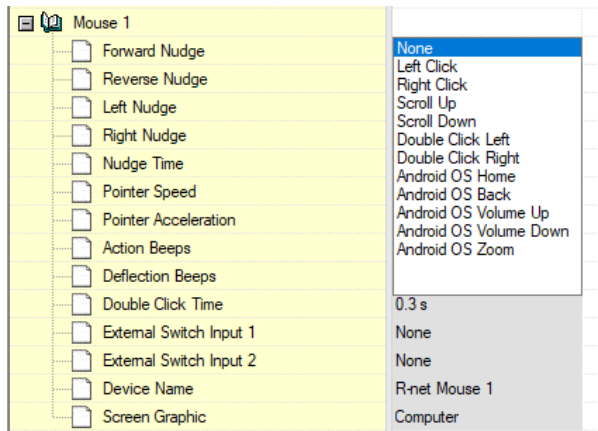 Mouse 1
Forward Nudge
None
Left Click
Reverse Nudge
Right Click
Left Nudge
Scroll Up
Scroll Down
Right Nudge
Double Click Left
Nudge Time
Double Click Right
Android OS Home
Pointer Speed
Android OS Back
Pointer Acceleration
Android OS Volume Up
Android OS Volume Down
Action Beeps
Android OS Zoom
Deflection Beeps
Double Click Time 0.3 s
External Switch Input 1 None
External Switch Input 2 None
Device Name R-net Mouse 1
Screen Graphic Computer